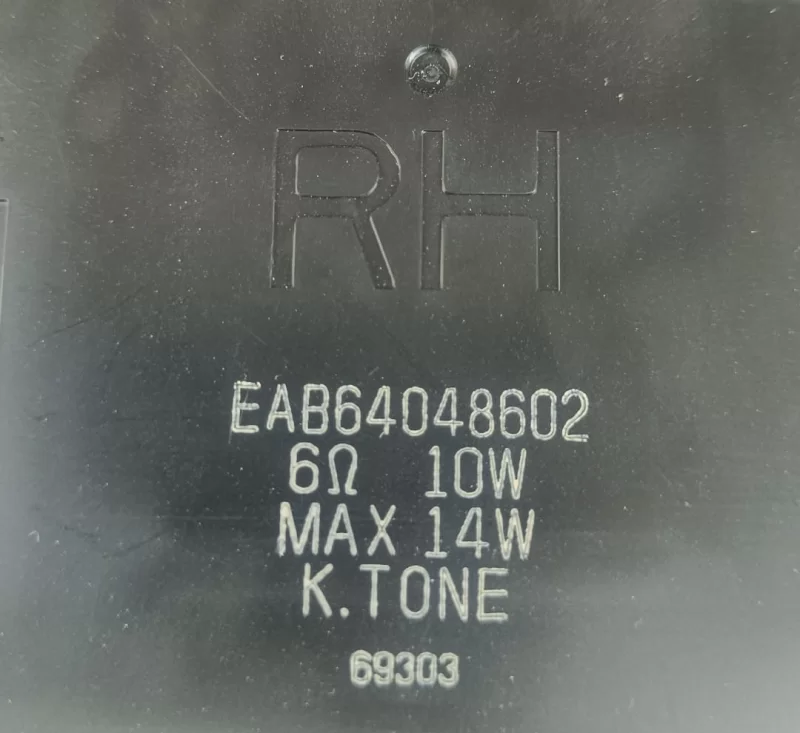 RH
EAB64048602
6Ω 10W
MAX 14W
K.TONE
69303